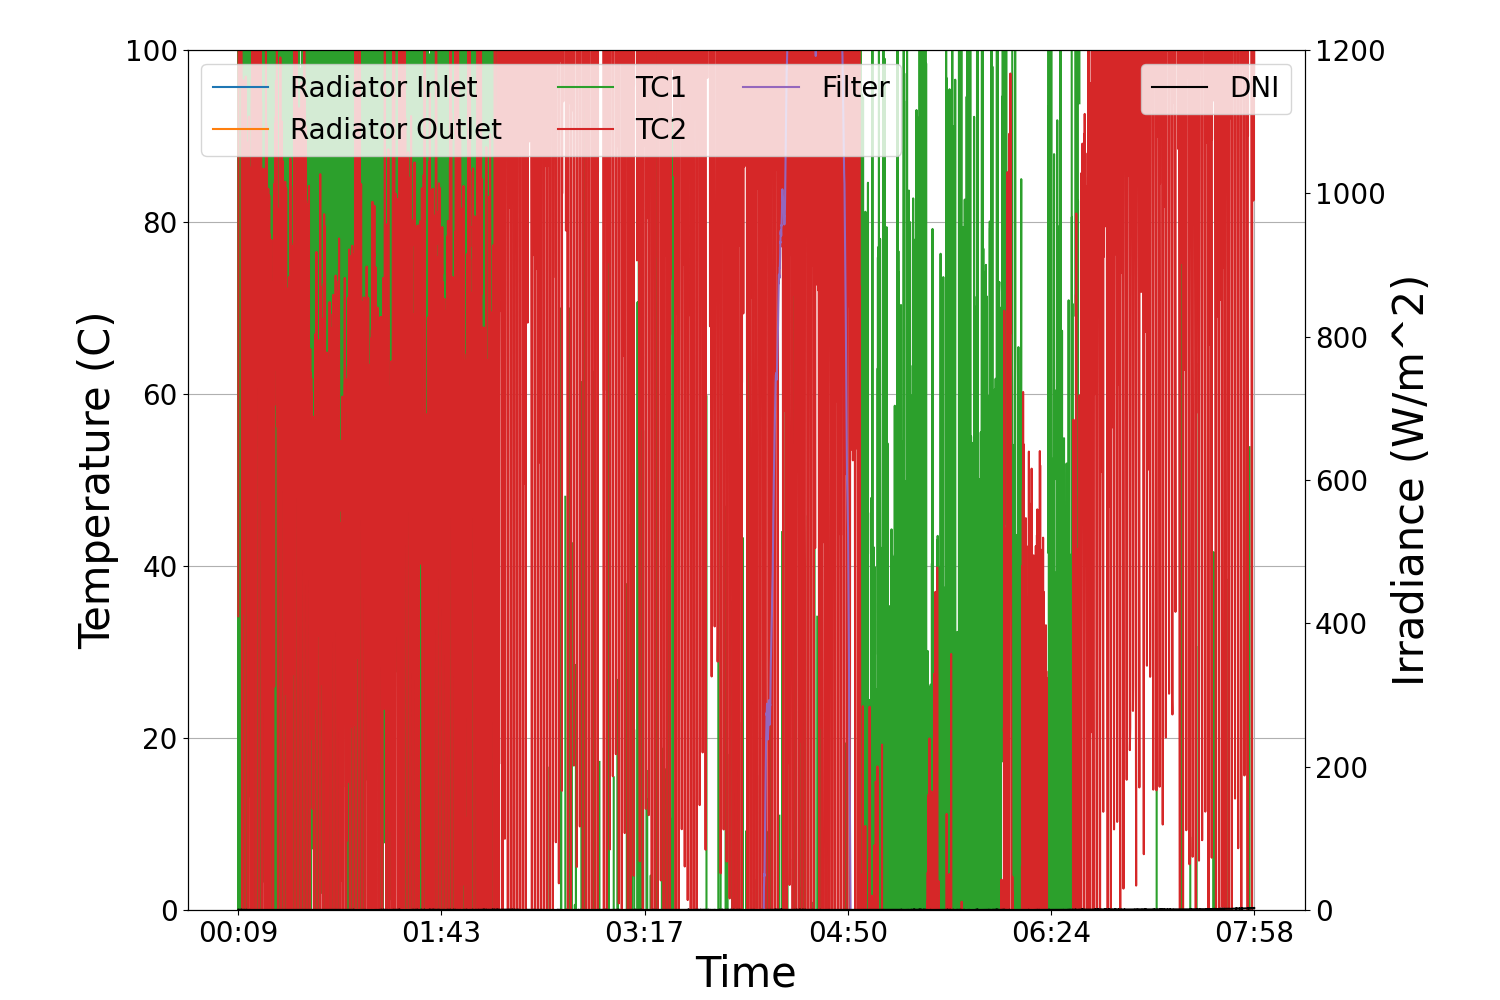 100
80
60
40
20
0
Temperature (C)
Radiator Inlet
Radiator Outlet
TC1
TC2
Filter
DNI
1200
1000
800
600
400
200
0
Irradiance (W/m^2)
00:09
01:43
03:17
04:50
06:24
07:58
Time